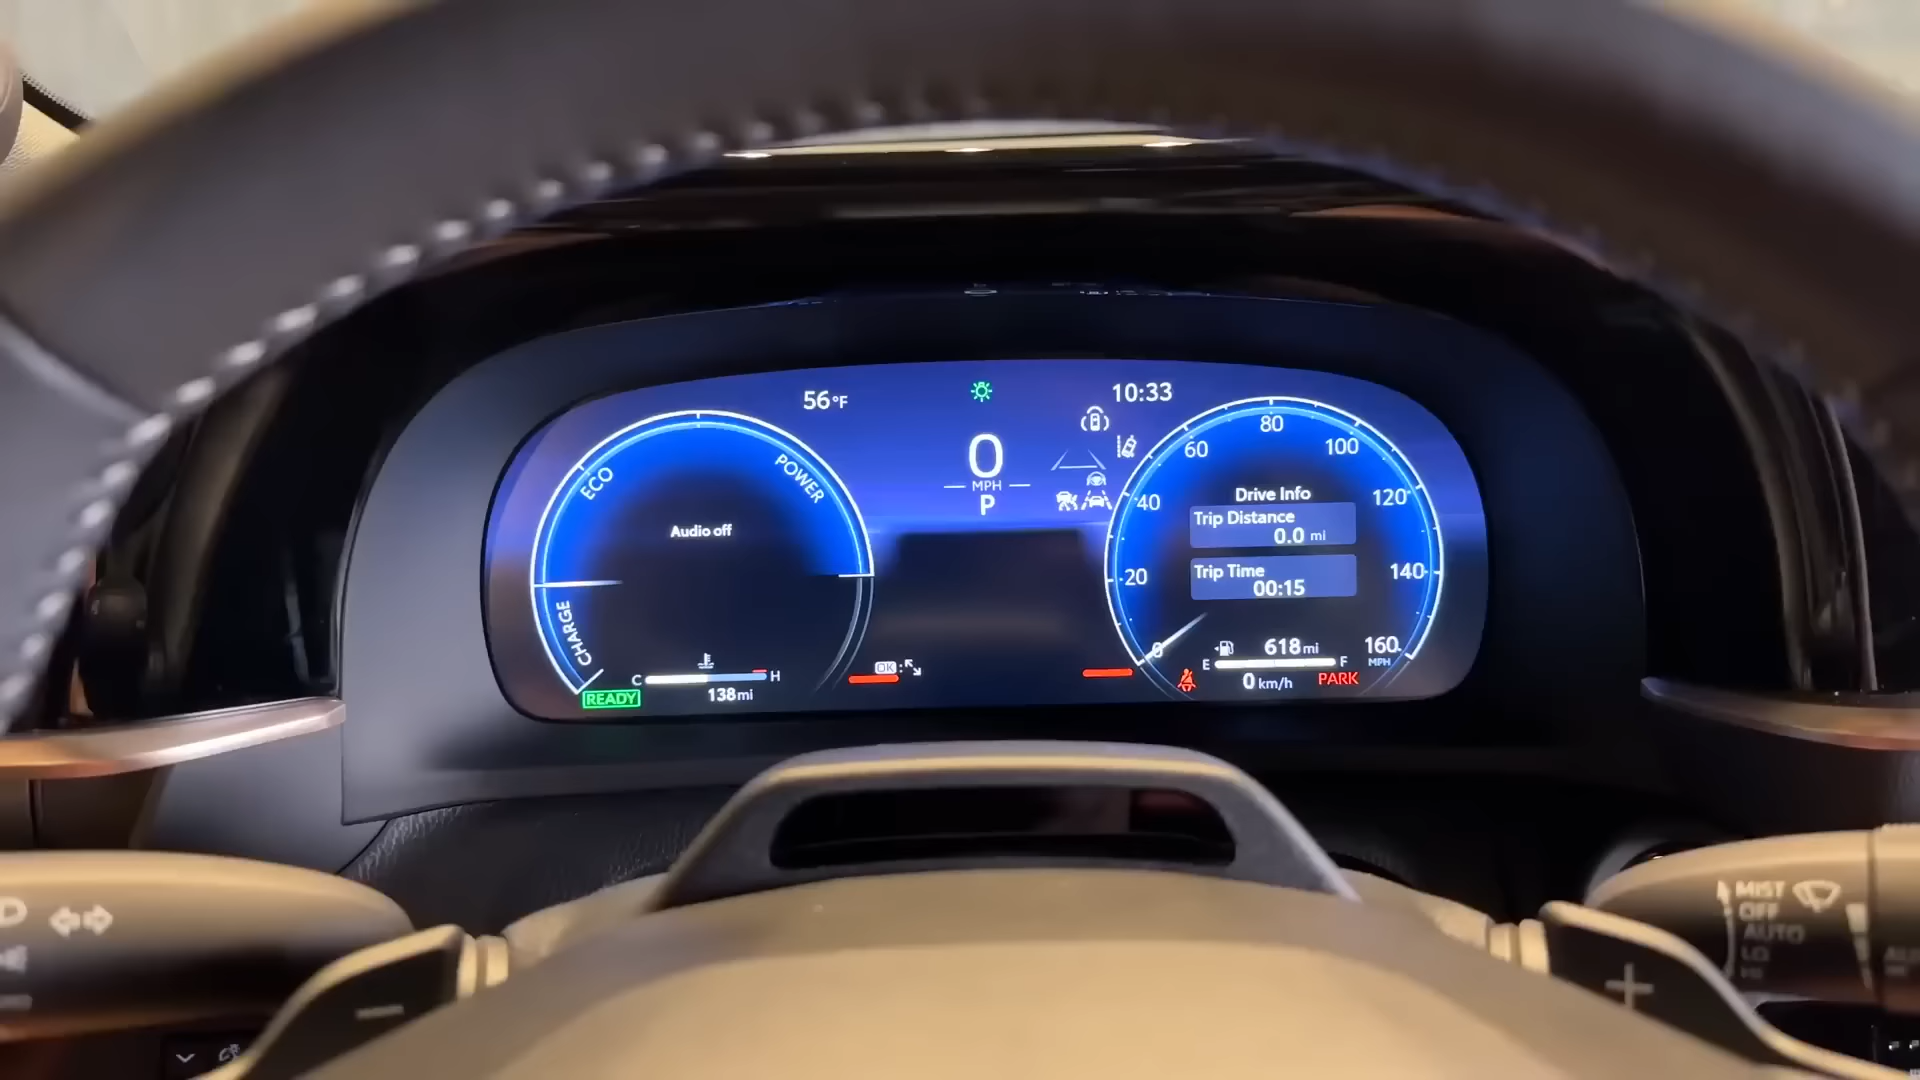 56°F
10:33
0
MPH
P
ECO
POWER
CHARGE
Audio off
C
H
138 mi
READY
OK :
0
20
40
60
80
100
120
140
160
MPH
Drive Info
Trip Distance
0.0 mi
Trip Time
00:15
618 mi
E
F
0 km/h
PARK
MIST
OFF
AUTO
LO
HI
−
+